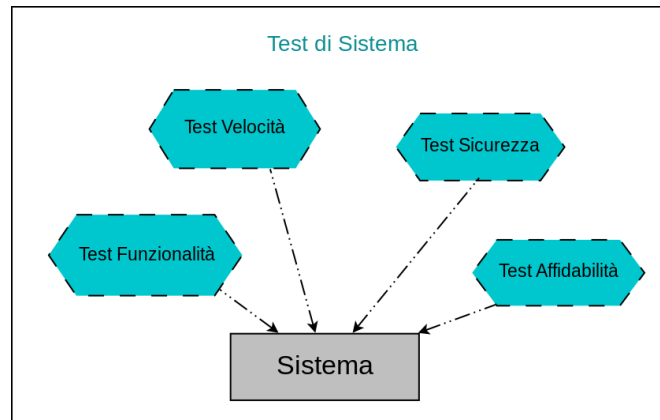 Test di Sistema
Test Velocità
Test Sicurezza
Test Funzionalità
Test Affidabilità
Sistema